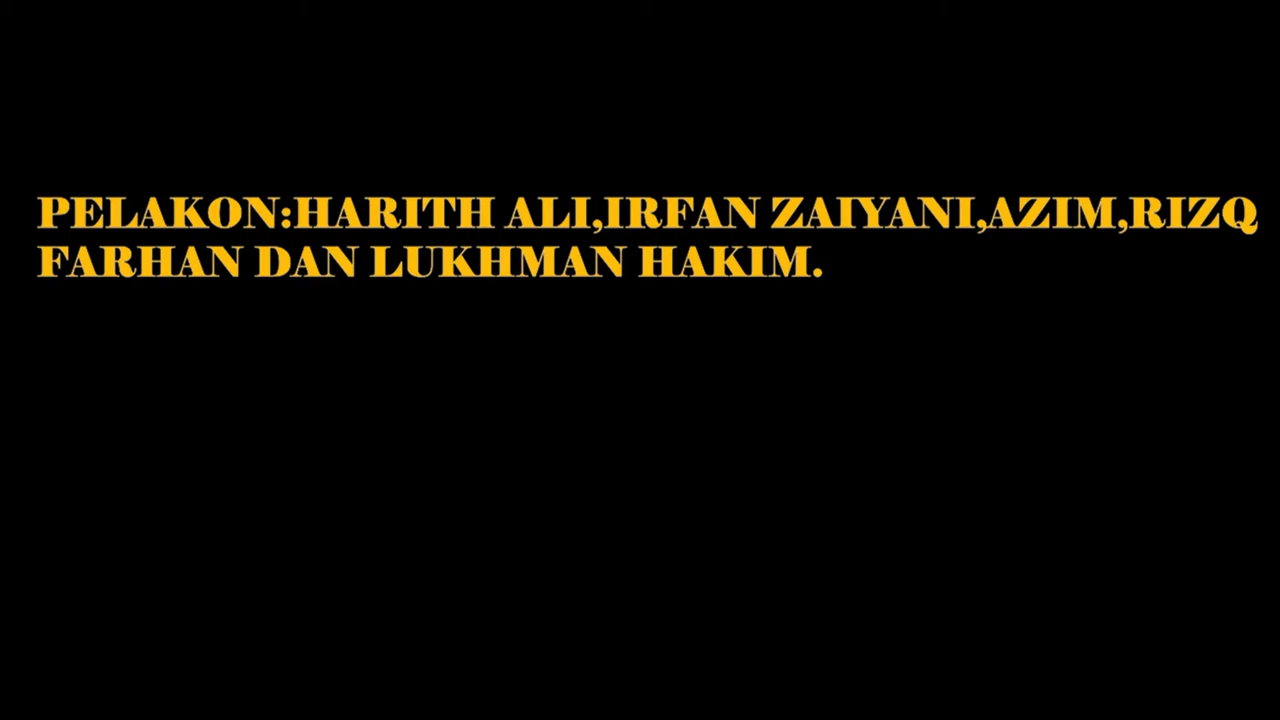 PELAKON:HARITH ALI,IRFAN ZAIYANI,AZIM,RIZQ
FARHAN DAN LUKHMAN HAKIM.